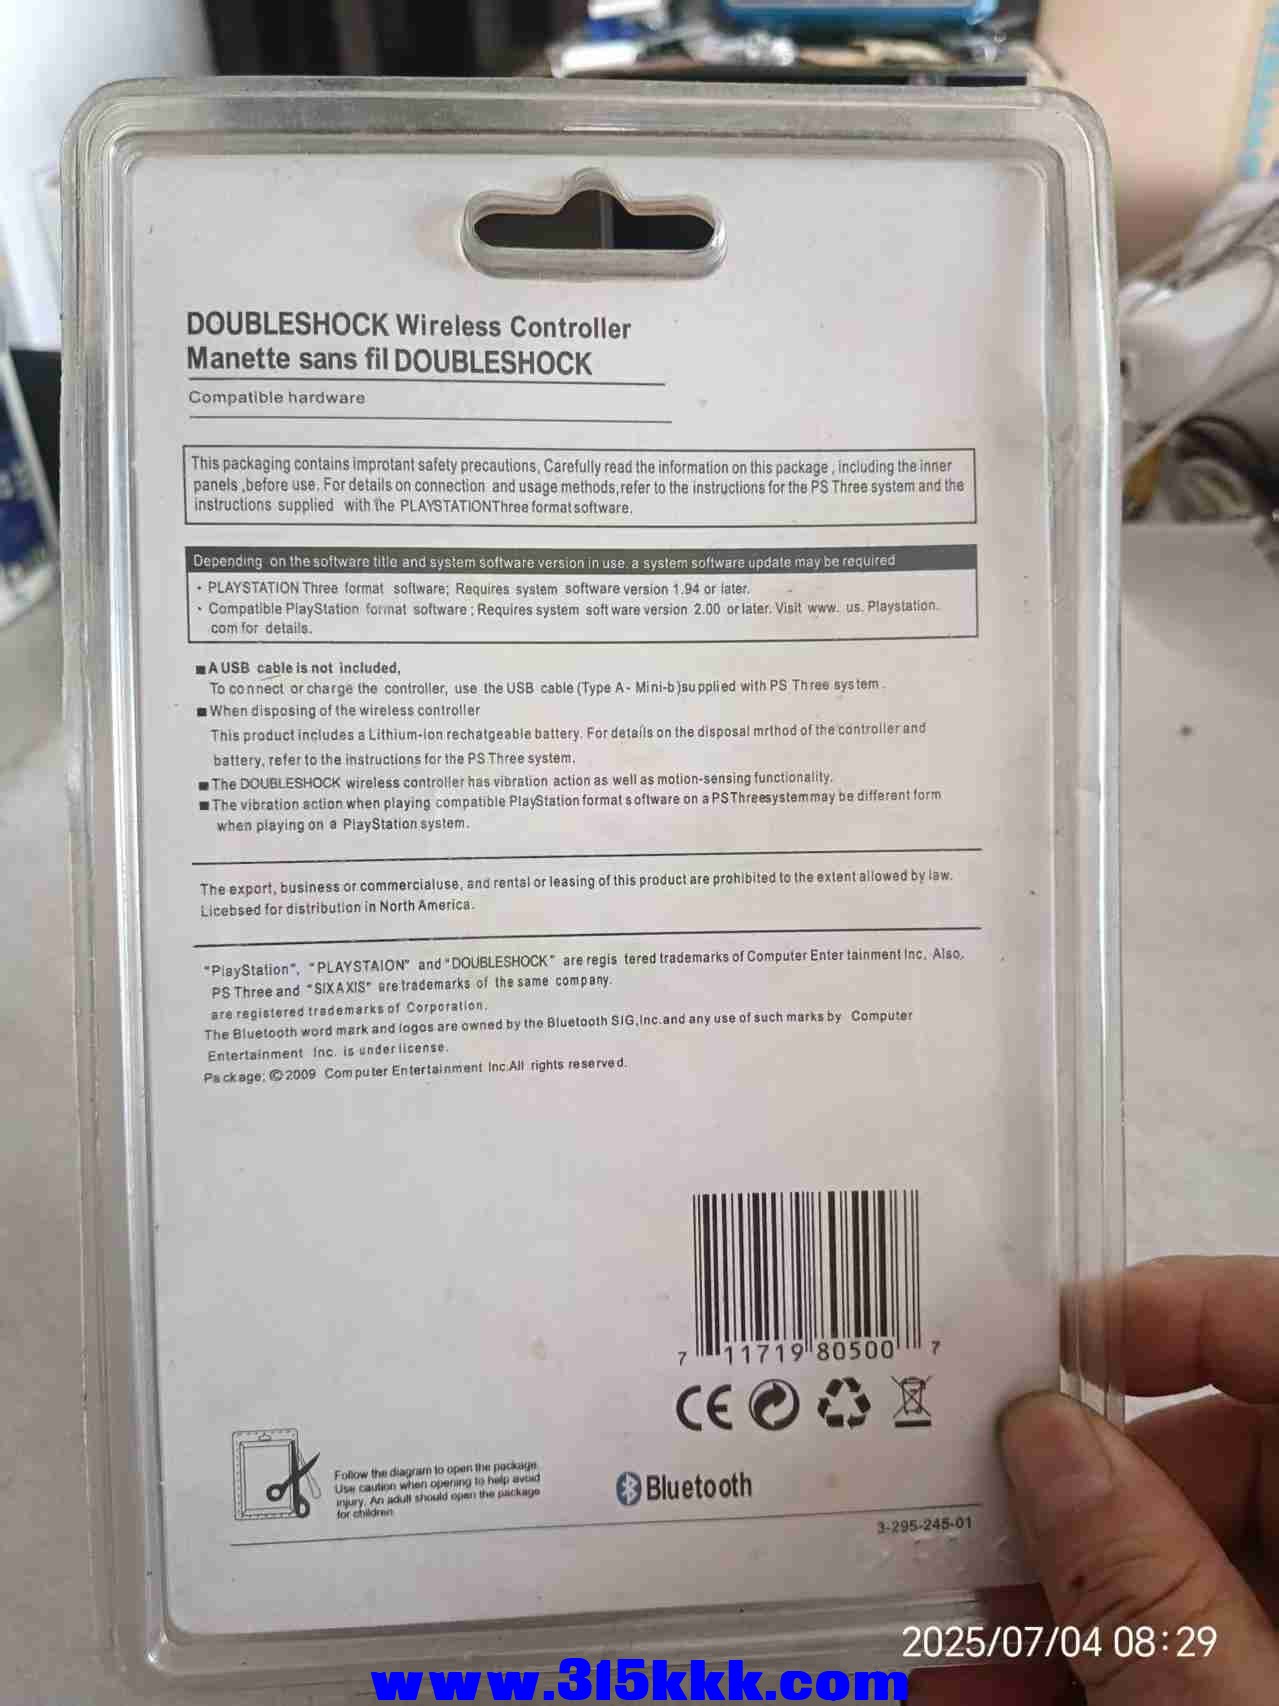 DOUBLESHOCK Wireless Controller
Manette sans fil DOUBLESHOCK
Compatible hardware
This packaging contains improtant safety precautions, Carefully read the information on this package , including the inner
panels ,before use. For details on connection and usage methods,refer to the instructions for the PS Three system and the
instructions supplied with the PLAYSTATIONThree format software.
Depending on the software title and system software version in use. a system software update may be required
· PLAYSTATION Three format software; Requires system software version 1.94 or later.
· Compatible PlayStation format software ; Requires system soft ware version 2.00 or later. Visit www. us. Playstation.
com for details.
■ A USB cable is not included,
To connect or charge the controller, use the USB cable (Type A - Mini-b)supplied with PS Three system .
■ When disposing of the wireless controller
This product includes a Lithium-ion rechatgeable battery. For details on the disposal mrthod of the controller and
battery, refer to the instructions for the PS Three system.
■ The DOUBLESHOCK wireless controller has vibration action as well as motion-sensing functionality.
■ The vibration action when playing compatible PlayStation format software on a PSThreesystemmay be different form
when playing on a PlayStation system.
The export, business or commercialuse, and rental or leasing of this product are prohibited to the extent allowed by law.
Licebsed for distribution in North America.
"PlayStation", "PLAYSTAION" and "DOUBLESHOCK" are regis tered trademarks of Computer Enter tainment Inc, Also,
PS Three and "SIXAXIS" are trademarks of the same company.
are registered trademarks of Corporation.
The Bluetooth word mark and logos are owned by the Bluetooth SIG,Inc.and any use of such marks by Computer
Entertainment Inc. is under license.
Package; ©2009 Computer Entertainment Inc.All rights reserved.
7 11719 80500 7
CE
Follow the diagram to open the package.
Use caution when opening to help avoid
injury. An adult should open the package
for children
Bluetooth
3-295-245-01
2025/07/04 08:29
www.315kkk.com